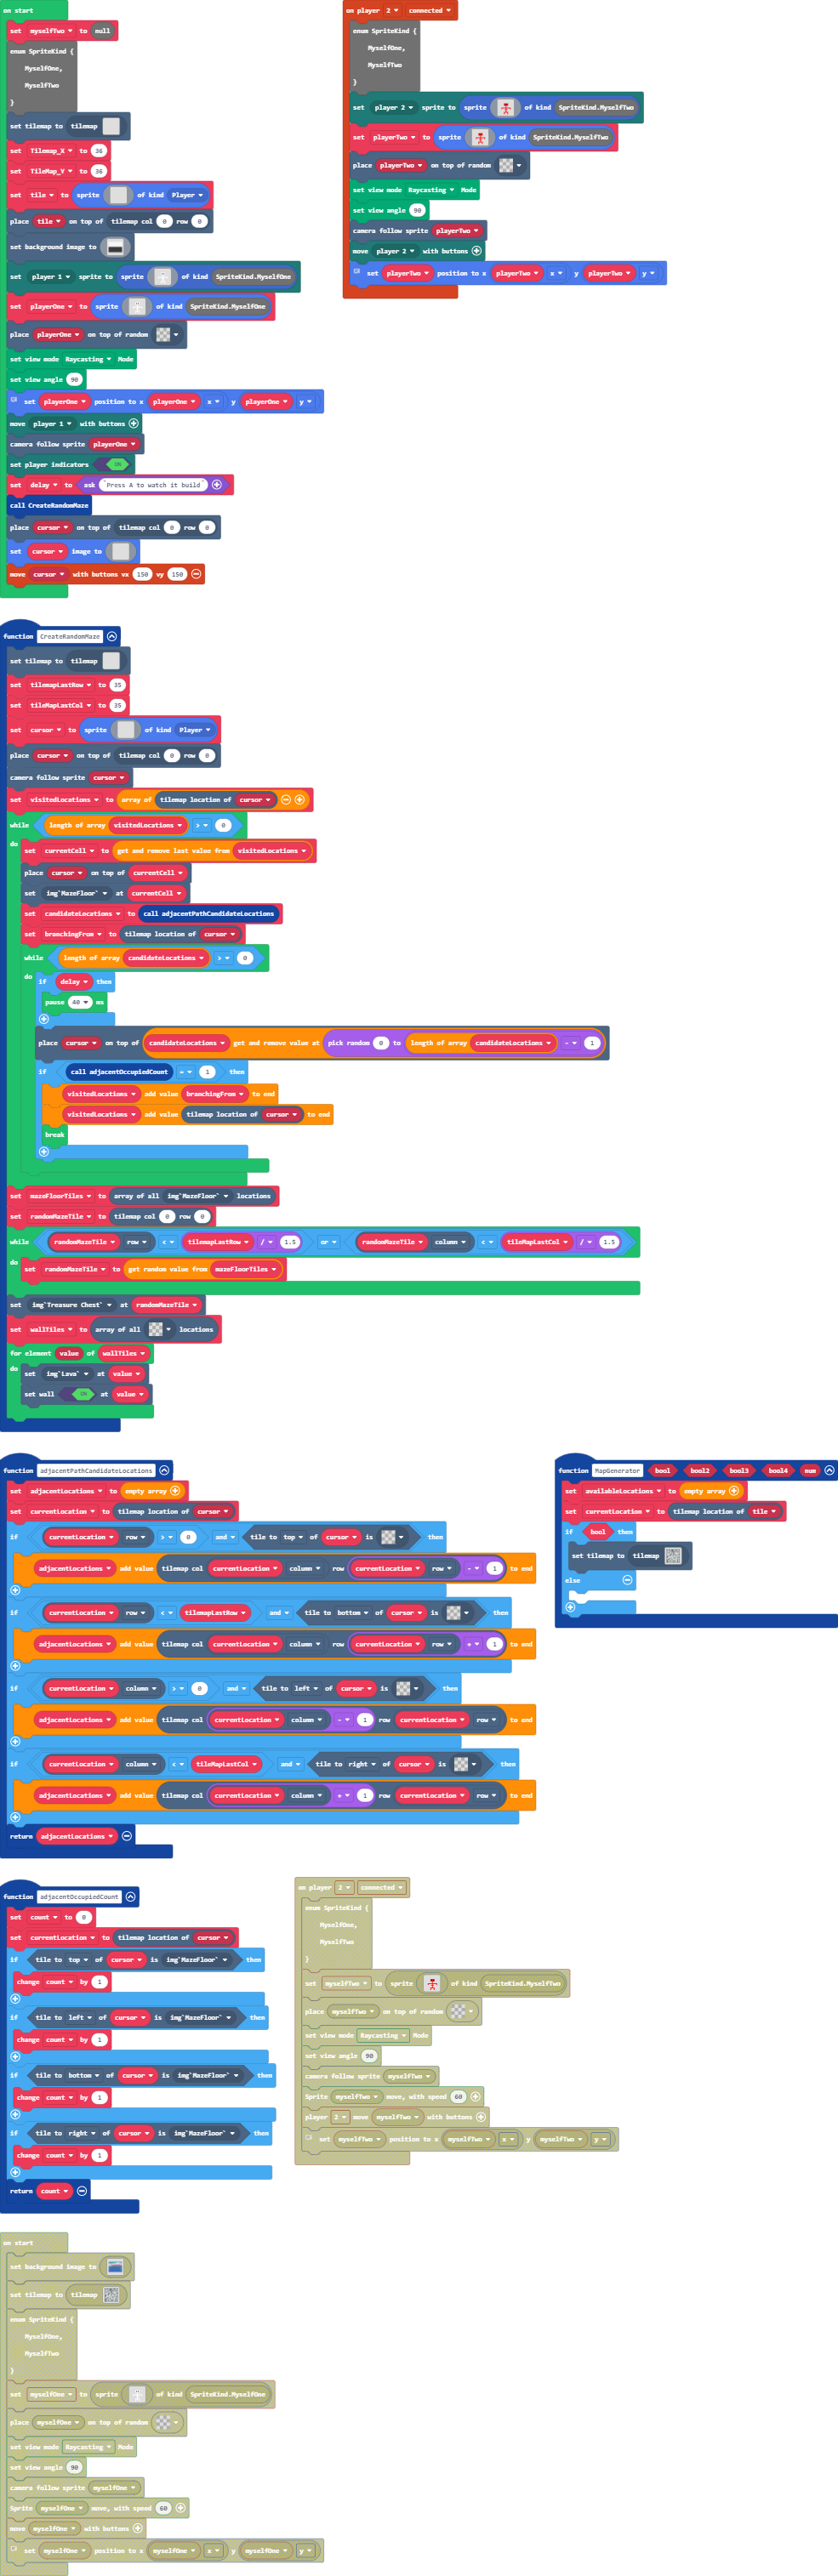 on start
set myselfTwo to null
enum SpriteKind {
MyselfOne,
MyselfTwo
}
set tilemap to tilemap
set Tilemap_X to 36
set TileMap_Y to 36
set tile to sprite of kind Player
place tile on top of tilemap col 0 row 0
set background image to
set player 1 sprite to sprite of kind SpriteKind.MyselfOne
set playerOne to sprite of kind SpriteKind.MyselfOne
place playerOne on top of random
set view mode Raycasting Mode
set view angle 90
set playerOne position to x playerOne x y playerOne y
move player 1 with buttons
camera follow sprite playerOne
set player indicators ON
set delay to ask "Press A to watch it build"
call CreateRandomMaze
place cursor on top of tilemap col 0 row 0
set cursor image to
move cursor with buttons vx 150 vy 150
on player 2 connected
enum SpriteKind {
MyselfOne,
MyselfTwo
}
set player 2 sprite to sprite of kind SpriteKind.MyselfTwo
set playerTwo to sprite of kind SpriteKind.MyselfTwo
place playerTwo on top of random
set view mode Raycasting Mode
set view angle 90
camera follow sprite playerTwo
move player 2 with buttons
set playerTwo position to x playerTwo x y playerTwo y
function CreateRandomMaze
set tilemap to tilemap
set tilemapLastRow to 35
set tileMapLastCol to 35
set cursor to sprite of kind Player
place cursor on top of tilemap col 0 row 0
camera follow sprite cursor
set visitedLocations to array of tilemap location of cursor
while length of array visitedLocations > 0
do set currentCell to get and remove last value from visitedLocations
place cursor on top of currentCell
set img`MazeFloor` at currentCell
set candidateLocations to call adjacentPathCandidateLocations
set branchingFrom to tilemap location of cursor
while length of array candidateLocations > 0
do if delay then
pause 40 ms
place cursor on top of candidateLocations get and remove value at pick random 0 to length of array candidateLocations - 1
if call adjacentOccupiedCount = 1 then
visitedLocations add value branchingFrom to end
visitedLocations add value tilemap location of cursor to end
break
set mazeFloorTiles to array of all img`MazeFloor` locations
set randomMazeTile to tilemap col 0 row 0
while randomMazeTile row < tilemapLastRow / 1.5 or randomMazeTile column < tileMapLastCol / 1.5
do set randomMazeTile to get random value from mazeFloorTiles
set img`Treasure Chest` at randomMazeTile
set wallTiles to array of all locations
for element value of wallTiles
do set img`Lava` at value
set wall ON at value
function adjacentPathCandidateLocations
set adjacentLocations to empty array
set currentLocation to tilemap location of cursor
if currentLocation row > 0 and tile to top of cursor is then
adjacentLocations add value tilemap col currentLocation column row currentLocation row - 1 to end
if currentLocation row < tilemapLastRow and tile to bottom of cursor is then
adjacentLocations add value tilemap col currentLocation column row currentLocation row + 1 to end
if currentLocation column > 0 and tile to left of cursor is then
adjacentLocations add value tilemap col currentLocation column - 1 row currentLocation row to end
if currentLocation column < tileMapLastCol and tile to right of cursor is then
adjacentLocations add value tilemap col currentLocation column + 1 row currentLocation row to end
return adjacentLocations
function MapGenerator bool bool2 bool3 bool4 num
set availableLocations to empty array
set currentLocation to tilemap location of tile
if bool then
set tilemap to tilemap
else
function adjacentOccupiedCount
set count to 0
set currentLocation to tilemap location of cursor
if tile to top of cursor is img`MazeFloor` then
change count by 1
if tile to left of cursor is img`MazeFloor` then
change count by 1
if tile to bottom of cursor is img`MazeFloor` then
change count by 1
if tile to right of cursor is img`MazeFloor` then
change count by 1
return count
on player 2 connected
enum SpriteKind {
MyselfOne,
MyselfTwo
}
set myselfTwo to sprite of kind SpriteKind.MyselfTwo
place myselfTwo on top of random
set view mode Raycasting Mode
set view angle 90
camera follow sprite myselfTwo
Sprite myselfTwo move, with speed 60
player 2 move myselfTwo with buttons
set myselfTwo position to x myselfTwo x y myselfTwo y
on start
set background image to
set tilemap to tilemap
enum SpriteKind {
MyselfOne,
MyselfTwo
}
set myselfOne to sprite of kind SpriteKind.MyselfOne
place myselfOne on top of random
set view mode Raycasting Mode
set view angle 90
camera follow sprite myselfOne
Sprite myselfOne move, with speed 60
move myselfOne with buttons
set myselfOne position to x myselfOne x y myselfOne y